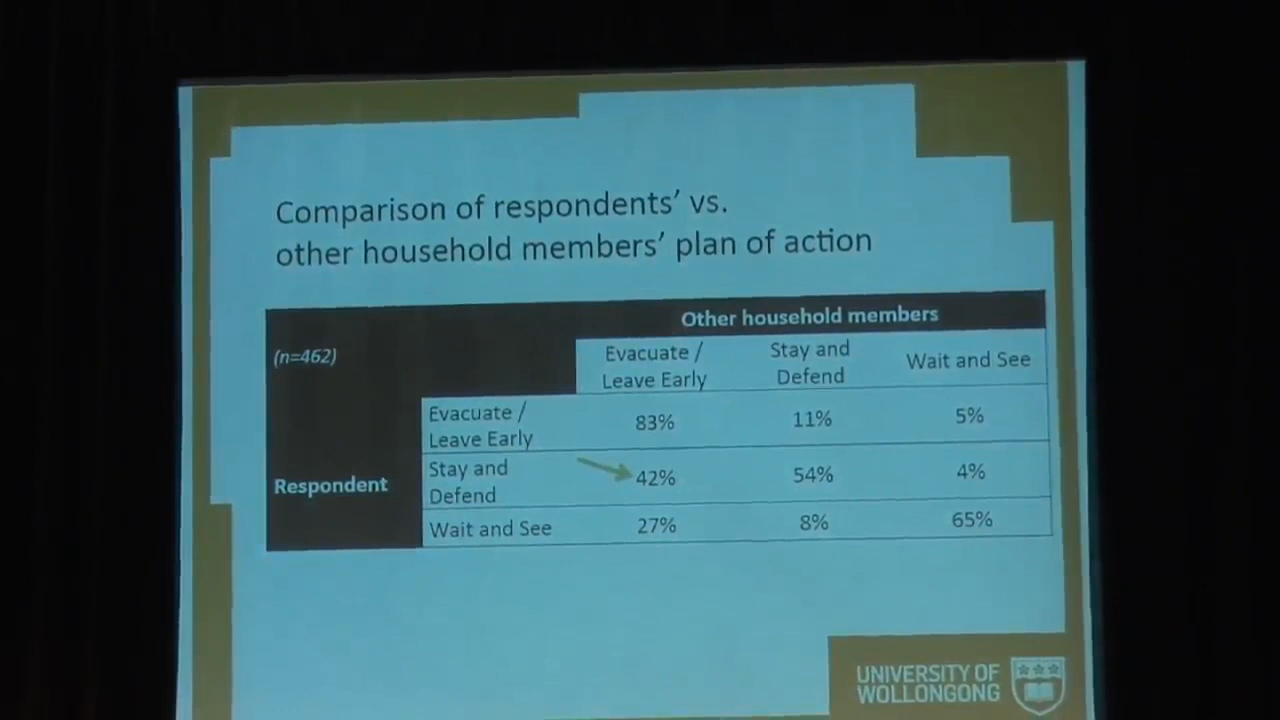 Comparison of respondents' vs.
other household members' plan of action
Other household members
(n=462)
Evacuate /
Leave Early
Stay and
Defend
Wait and See
Respondent
Evacuate /
Leave Early
83%
11%
5%
Stay and
Defend
42%
54%
4%
Wait and See
27%
8%
65%
UNIVERSITY OF
WOLLONGONG